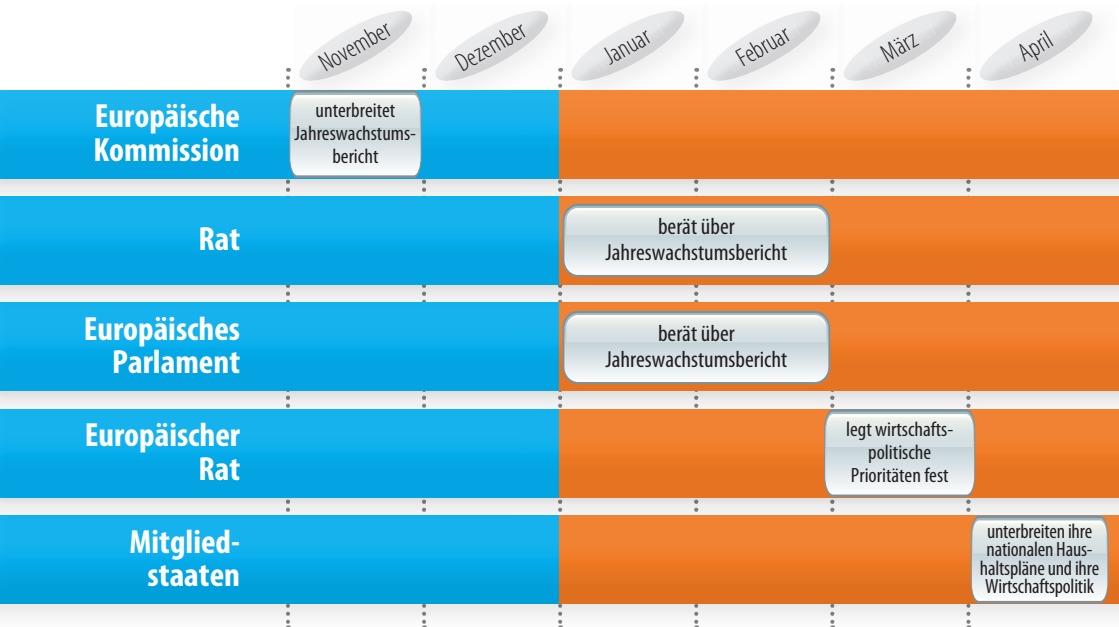 November
Dezember
Januar
Februar
März
April
Europäische
Kommission
unterbreitet
Jahreswachstums-
bericht
Rat
berät über
Jahreswachstumsbericht
Europäisches
Parlament
berät über
Jahreswachstumsbericht
Europäischer
Rat
legt wirtschafts-
politische
Prioritäten fest
Mitglied-
staaten
unterbreiten ihre
nationalen Haus-
haltspläne und ihre
Wirtschaftspolitik